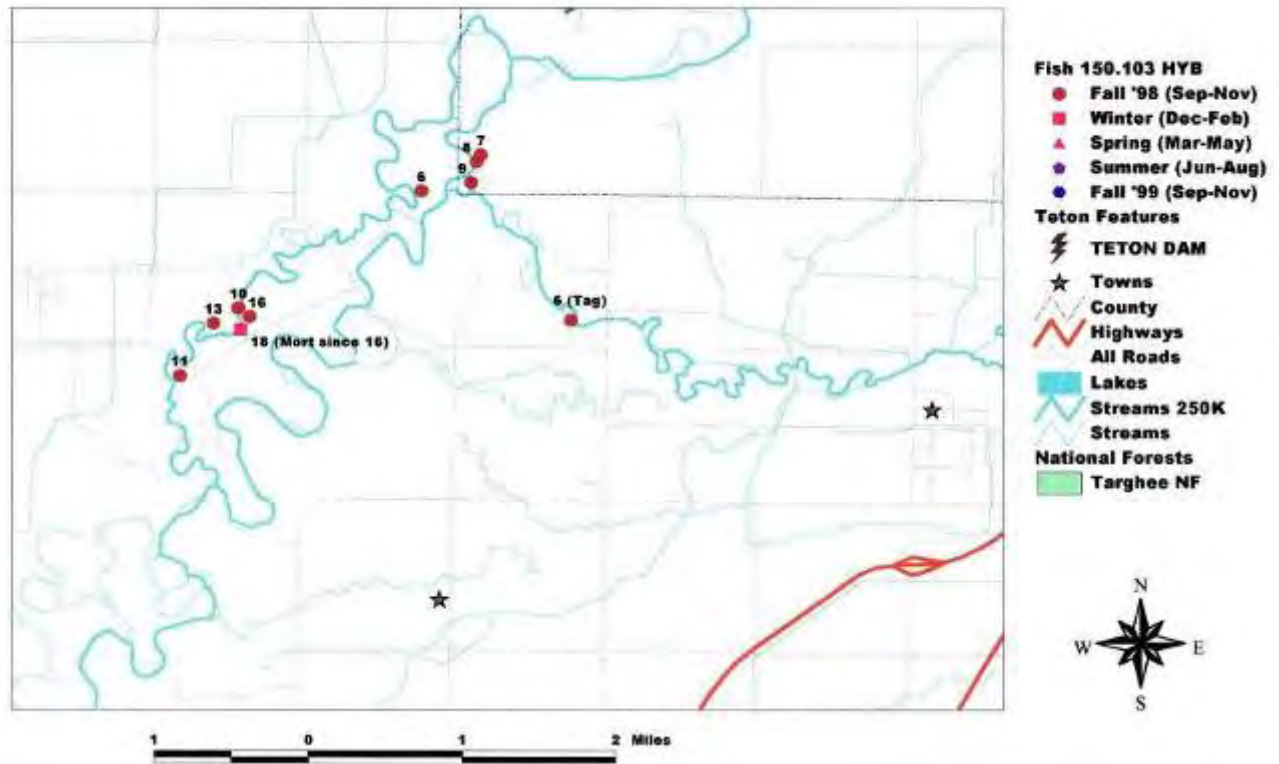 7
8
6
9
6 (Tag)
10
16
13
18 (Mort since 16)
11
Fish 150.103 HYB
Fall '98 (Sep-Nov)
Winter (Dec-Feb)
Spring (Mar-May)
Summer (Jun-Aug)
Fall '99 (Sep-Nov)
Teton Features
TETON DAM
Towns
County
Highways
All Roads
Lakes
Streams 250K
Streams
National Forests
Targhee NF
N
W E
S
1 0 1 2 Miles